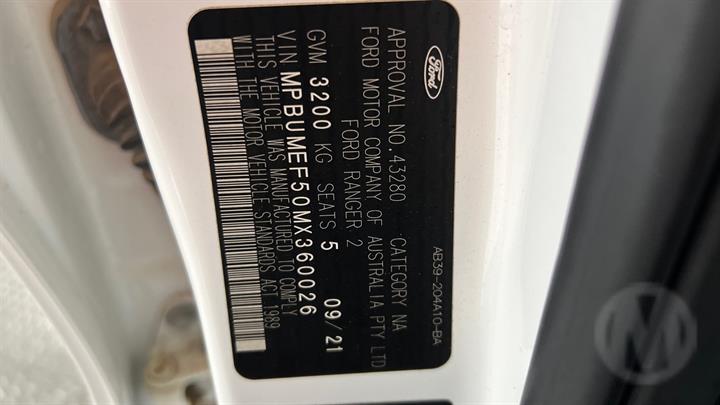 Ford
AB39-204A10-BA
APPROVAL NO. 43280 CATEGORY NA
FORD MOTOR COMPANY OF AUSTRALIA PTY LTD
FORD RANGER 2
GVM 3200 KG SEATS 5 09/21
VIN MPBUMEF50MX360026
THIS VEHICLE WAS MANUFACTURED TO COMPLY
WITH THE MOTOR VEHICLE STANDARDS ACT 1989
M